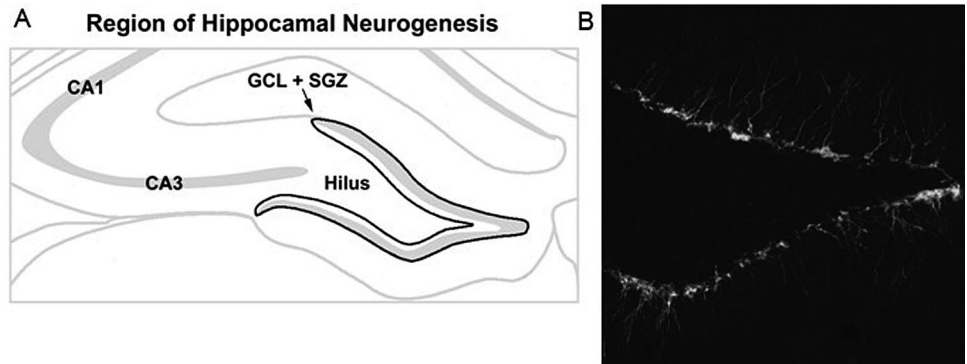 A
Region of Hippocamal Neurogenesis
B
CA1
GCL + SGZ
CA3
Hilus